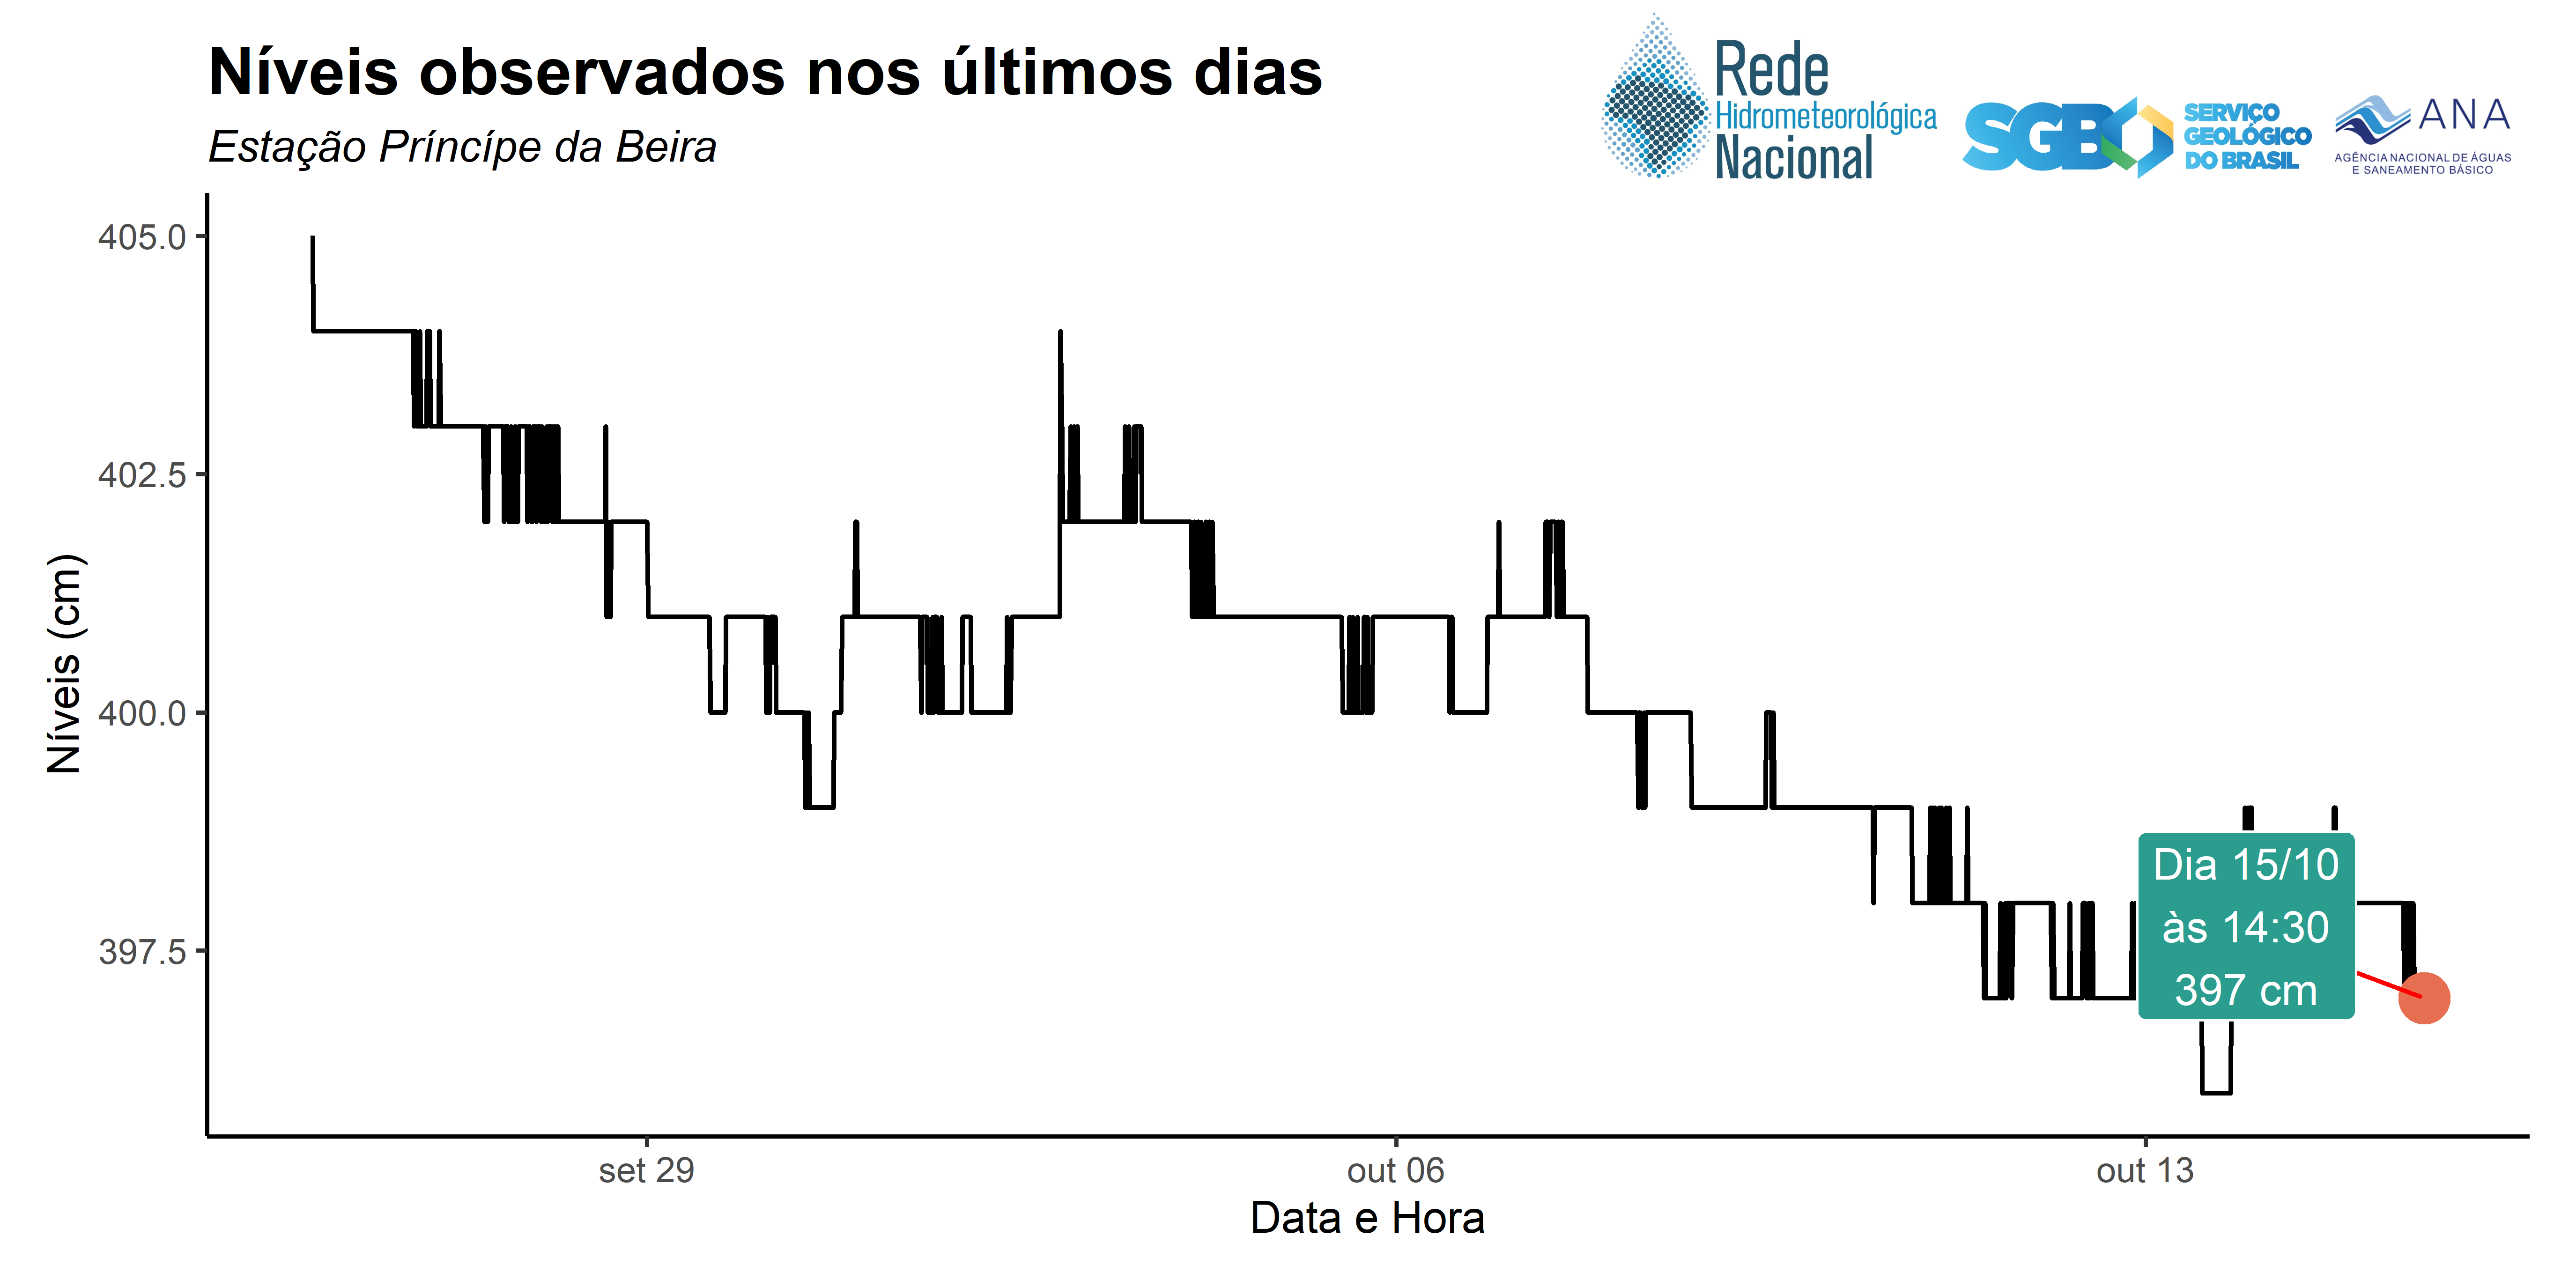 Níveis observados nos últimos dias
Estação Príncípe da Beira
Rede
Hidrometeorológica
Nacional
SGB
SERVIÇO
GEOLÓGICO
DO BRASIL
ANA
AGÊNCIA NACIONAL DE ÁGUAS
E SANEAMENTO BÁSICO
Níveis (cm)
405.0
402.5
400.0
397.5
Dia 15/10
às 14:30
397 cm
set 29
out 06
out 13
Data e Hora